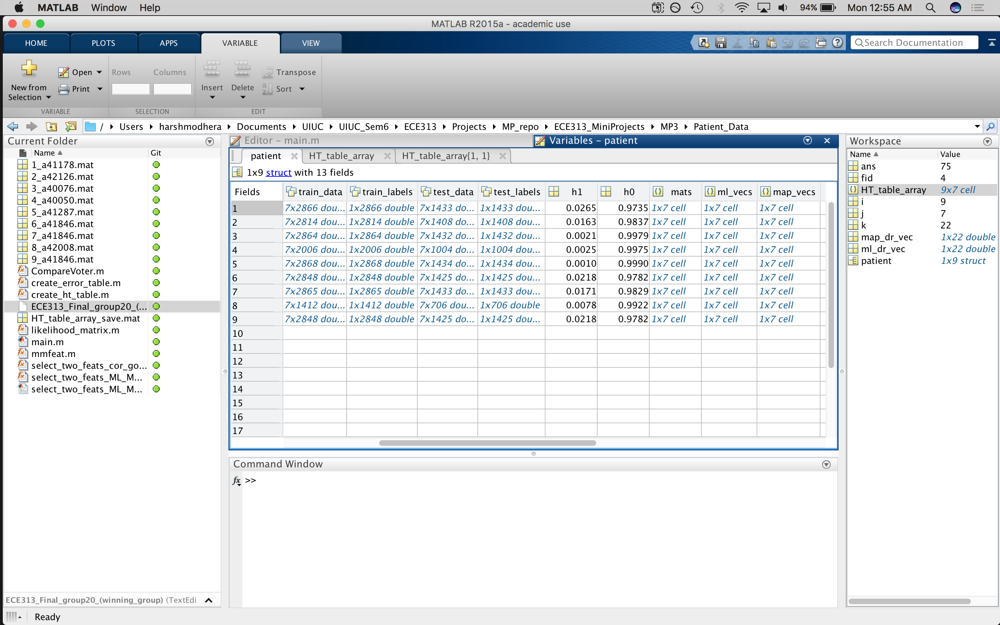 MATLAB Window Help 94% Mon 12:55 AM
MATLAB R2015a - academic use
HOME PLOTS APPS VARIABLE VIEW Search Documentation
New from Selection Open Print Rows Columns Insert Delete Transpose Sort
VARIABLE SELECTION EDIT
/ Users harshmodhera Documents UIUC UIUC_Sem6 ECE313 Projects MP_repo ECE313_MiniProjects MP3 Patient_Data
Current Folder
Name Git
1_a41178.mat
2_a42126.mat
3_a40076.mat
4_a40050.mat
5_a41287.mat
6_a41846.mat
7_a41846.mat
8_a42008.mat
9_a41846.mat
CompareVoter.m
create_error_table.m
create_ht_table.m
ECE313_Final_group20_(...
HT_table_array_save.mat
likelihood_matrix.m
main.m
mmfeat.m
select_two_feats_cor_go...
select_two_feats_ML_M...
select_two_feats_ML_M...
ECE313_Final_group20_(winning_group) (TextEdi
Ready
Editor – main.m
Variables – patient
patient HT_table_array HT_table_array{1, 1}
1x9 struct with 13 fields
Fields train_data train_labels test_data test_labels h1 h0 mats ml_vecs map_vecs
1 7x2866 dou... 1x2866 double 7x1433 do... 1x1433 dou... 0.0265 0.9735 1x7 cell 1x7 cell 1x7 cell
2 7x2814 dou... 1x2814 double 7x1408 do... 1x1408 dou... 0.0163 0.9837 1x7 cell 1x7 cell 1x7 cell
3 7x2864 dou... 1x2864 double 7x1432 do... 1x1432 dou... 0.0021 0.9979 1x7 cell 1x7 cell 1x7 cell
4 7x2006 dou... 1x2006 double 7x1004 do... 1x1004 dou... 0.0025 0.9975 1x7 cell 1x7 cell 1x7 cell
5 7x2868 dou... 1x2868 double 7x1434 do... 1x1434 dou... 0.0010 0.9990 1x7 cell 1x7 cell 1x7 cell
6 7x2848 dou... 1x2848 double 7x1425 do... 1x1425 dou... 0.0218 0.9782 1x7 cell 1x7 cell 1x7 cell
7 7x2865 dou... 1x2865 double 7x1433 do... 1x1433 dou... 0.0171 0.9829 1x7 cell 1x7 cell 1x7 cell
8 7x1412 dou... 1x1412 double 7x706 dou... 1x706 double 0.0078 0.9922 1x7 cell 1x7 cell 1x7 cell
9 7x2848 dou... 1x2848 double 7x1425 do... 1x1425 dou... 0.0218 0.9782 1x7 cell 1x7 cell 1x7 cell
10
11
12
13
14
15
16
17
Command Window
fx >>
Workspace
Name Value
ans 75
fid 4
HT_table_array 9x7 cell
i 9
j 7
k 22
map_dr_vec 1x22 double
ml_dr_vec 1x22 double
patient 1x9 struct